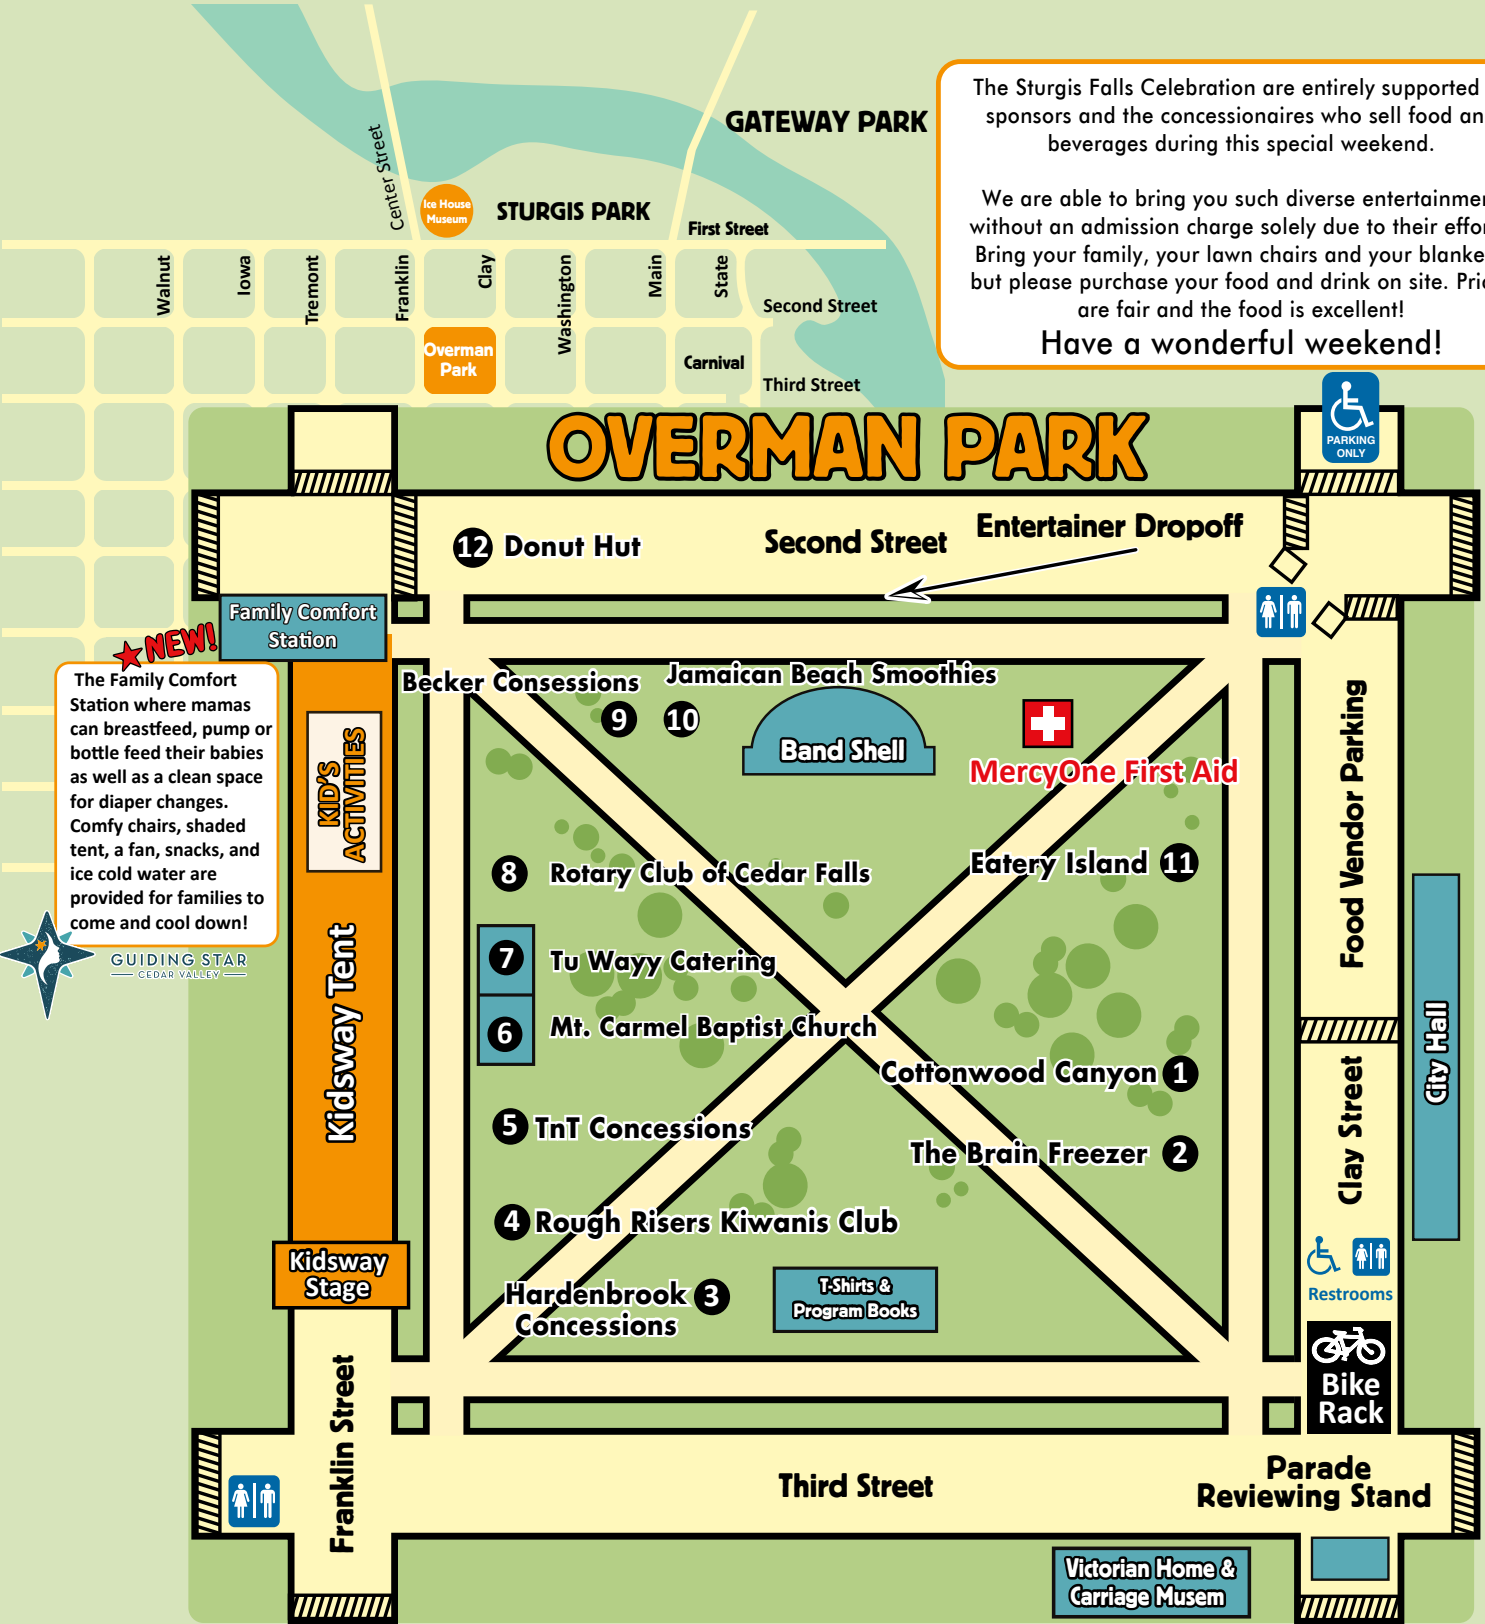 GATEWAY PARK
Center Street
Ice House
Museum
STURGIS PARK
First Street
Walnut
Iowa
Tremont
Franklin
Clay
Washington
Main
State
Second Street
Overman
Park
Carnival
Third Street
The Sturgis Falls Celebration are entirely supported
sponsors and the concessionaires who sell food an
beverages during this special weekend.
We are able to bring you such diverse entertainme
without an admission charge solely due to their effor
Bring your family, your lawn chairs and your blanke
but please purchase your food and drink on site. Pri
are fair and the food is excellent!
Have a wonderful weekend!
PARKING
ONLY
OVERMAN PARK
12 Donut Hut
Second Street
Entertainer Dropoff
Family Comfort
Station
NEW!
The Family Comfort
Station where mamas
can breastfeed, pump or
bottle feed their babies
as well as a clean space
for diaper changes.
Comfy chairs, shaded
tent, a fan, snacks, and
ice cold water are
provided for families to
come and cool down!
GUIDING STAR
CEDAR VALLEY
KID'S
ACTIVITIES
Kidsway Tent
Kidsway
Stage
Franklin Street
Becker Consessions
9
Jamaican Beach Smoothies
10
Band Shell
MercyOne First Aid
8 Rotary Club of Cedar Falls
Eatery Island 11
7 Tu Wayy Catering
6 Mt. Carmel Baptist Church
Cottonwood Canyon 1
5 TnT Concessions
The Brain Freezer 2
4 Rough Risers Kiwanis Club
Hardenbrook 3
Concessions
T-Shirts &
Program Books
Food Vendor Parking
City Hall
Clay Street
Restrooms
Bike
Rack
Third Street
Parade
Reviewing Stand
Victorian Home &
Carriage Musem